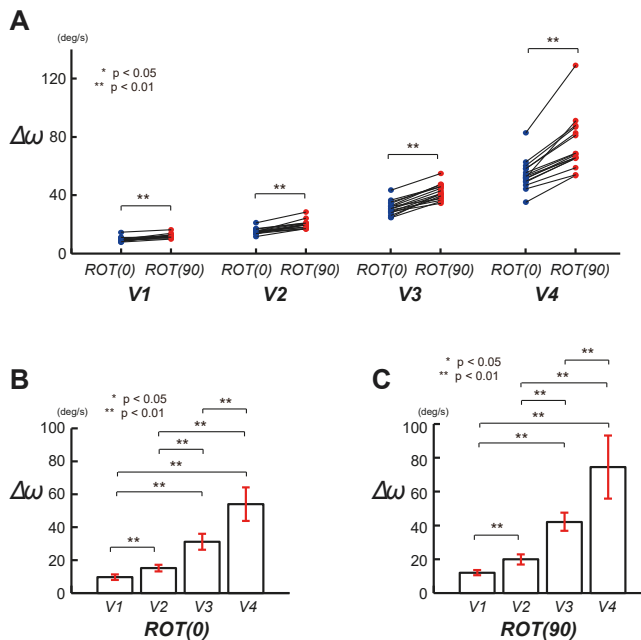 A
(deg/s)
* p < 0.05
** p < 0.01
Δω
120
80
40
0
** ** ** **
ROT(0) ROT(90) ROT(0) ROT(90) ROT(0) ROT(90) ROT(0) ROT(90)
V1 V2 V3 V4
B
* p < 0.05
** p < 0.01
(deg/s)
Δω
100
80
60
40
20
0
**
**
**
**
**
**
V1 V2 V3 V4
ROT(0)
C
* p < 0.05
** p < 0.01
(deg/s)
Δω
100
80
60
40
20
0
**
**
**
**
**
**
V1 V2 V3 V4
ROT(90)